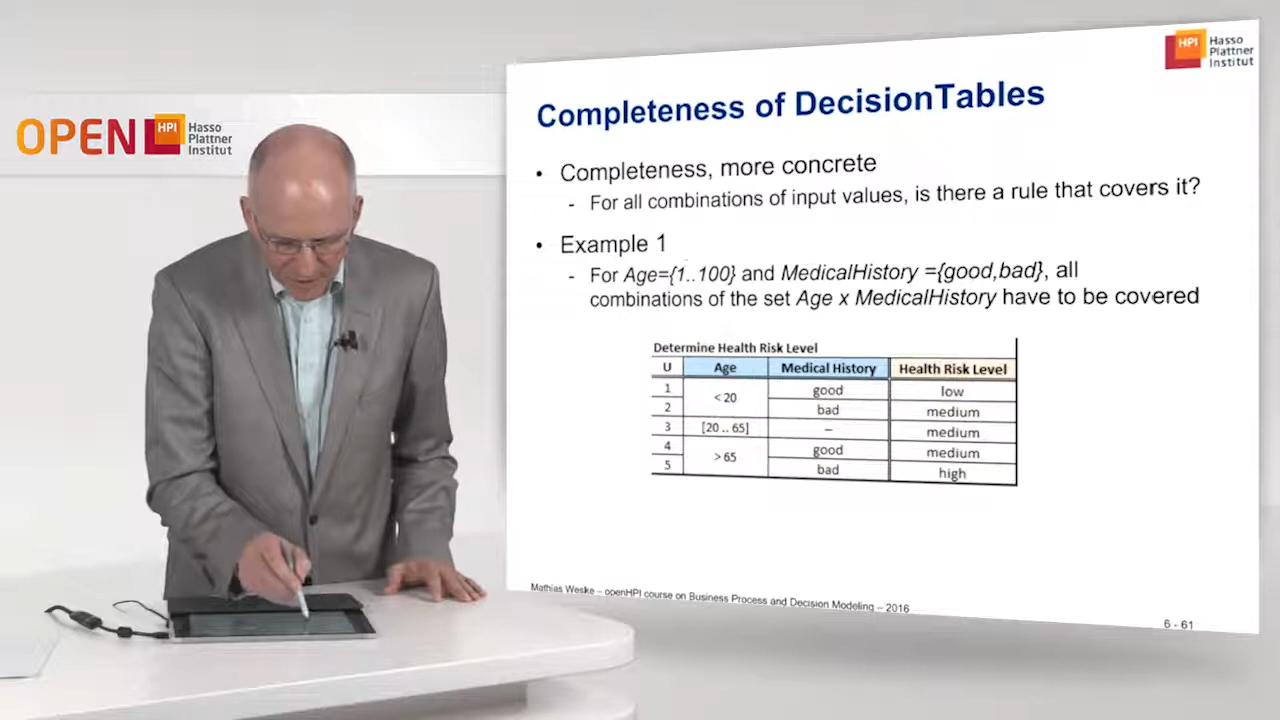 OPEN HPI Hasso
Plattner
Institut
HPI Hasso
Plattner
Institut
Completeness of DecisionTables
• Completeness, more concrete
- For all combinations of input values, is there a rule that covers it?
• Example 1
- For Age={1..100} and MedicalHistory ={good,bad}, all
combinations of the set Age x MedicalHistory have to be covered
Determine Health Risk Level
U Age Medical History Health Risk Level
1 < 20 good low
2 bad medium
3 [20 .. 65] – medium
4 > 65 good medium
5 bad high
Mathias Weske – openHPI course on Business Process and Decision Modeling – 2016
6 - 61